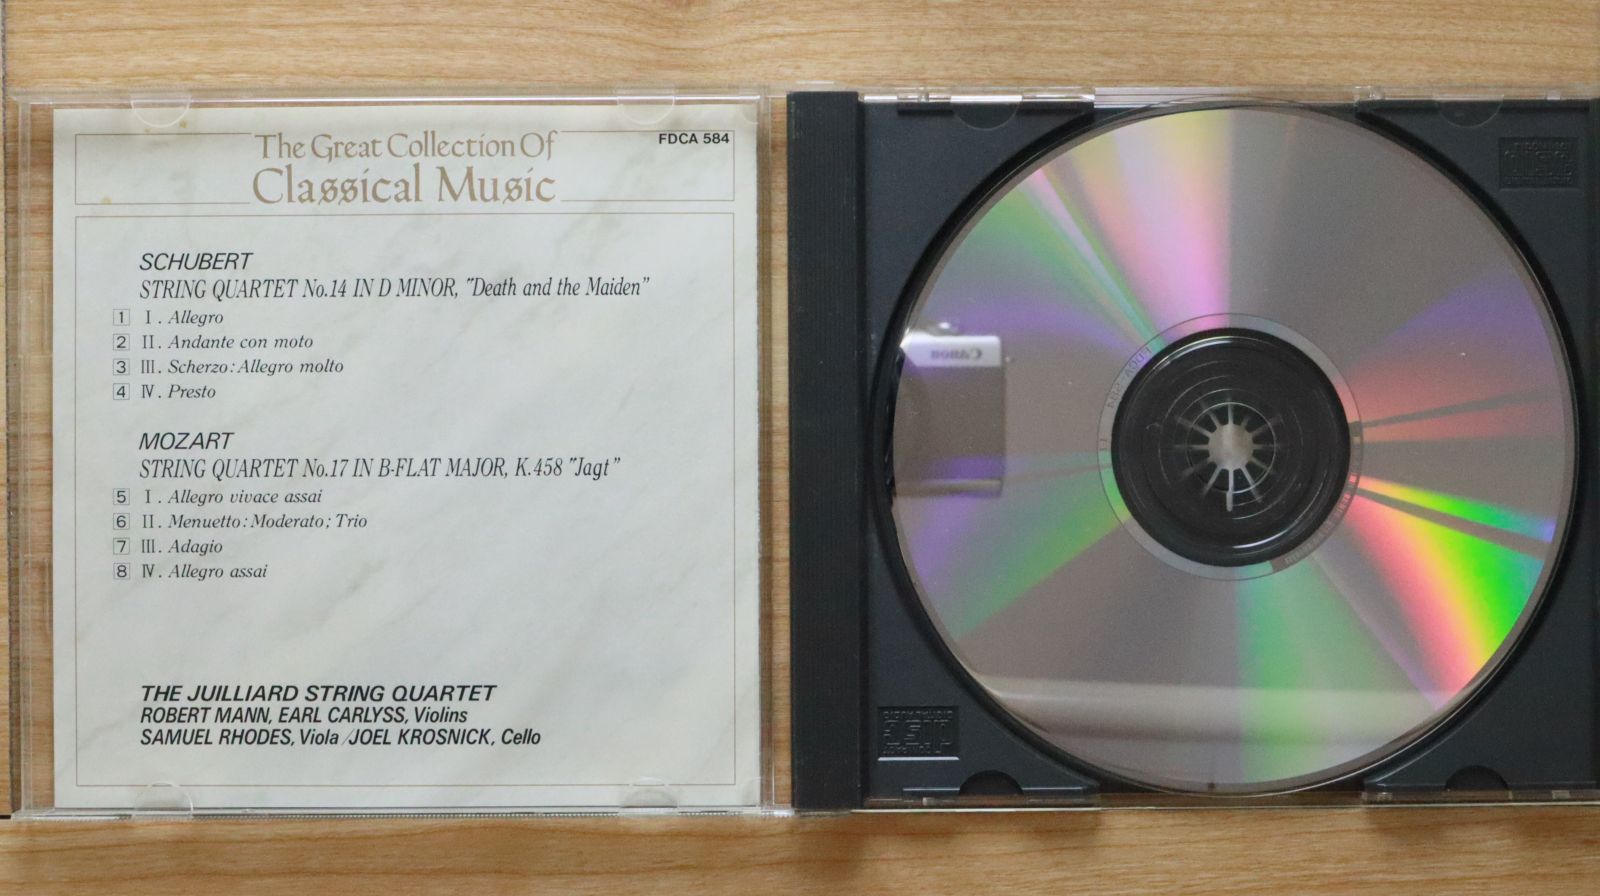 The Great Collection Of
Classical Music
FDCA 584
SCHUBERT
STRING QUARTET No.14 IN D MINOR, "Death and the Maiden"
1 I. Allegro
2 II. Andante con moto
3 III. Scherzo: Allegro molto
4 IV. Presto
MOZART
STRING QUARTET No.17 IN B-FLAT MAJOR, K.458 "Jagt"
5 I. Allegro vivace assai
6 II. Menuetto: Moderato; Trio
7 III. Adagio
8 IV. Allegro assai
THE JUILLIARD STRING QUARTET
ROBERT MANN, EARL CARLYSS, Violins
SAMUEL RHODES, Viola/JOEL KROSNICK, Cello
Canon